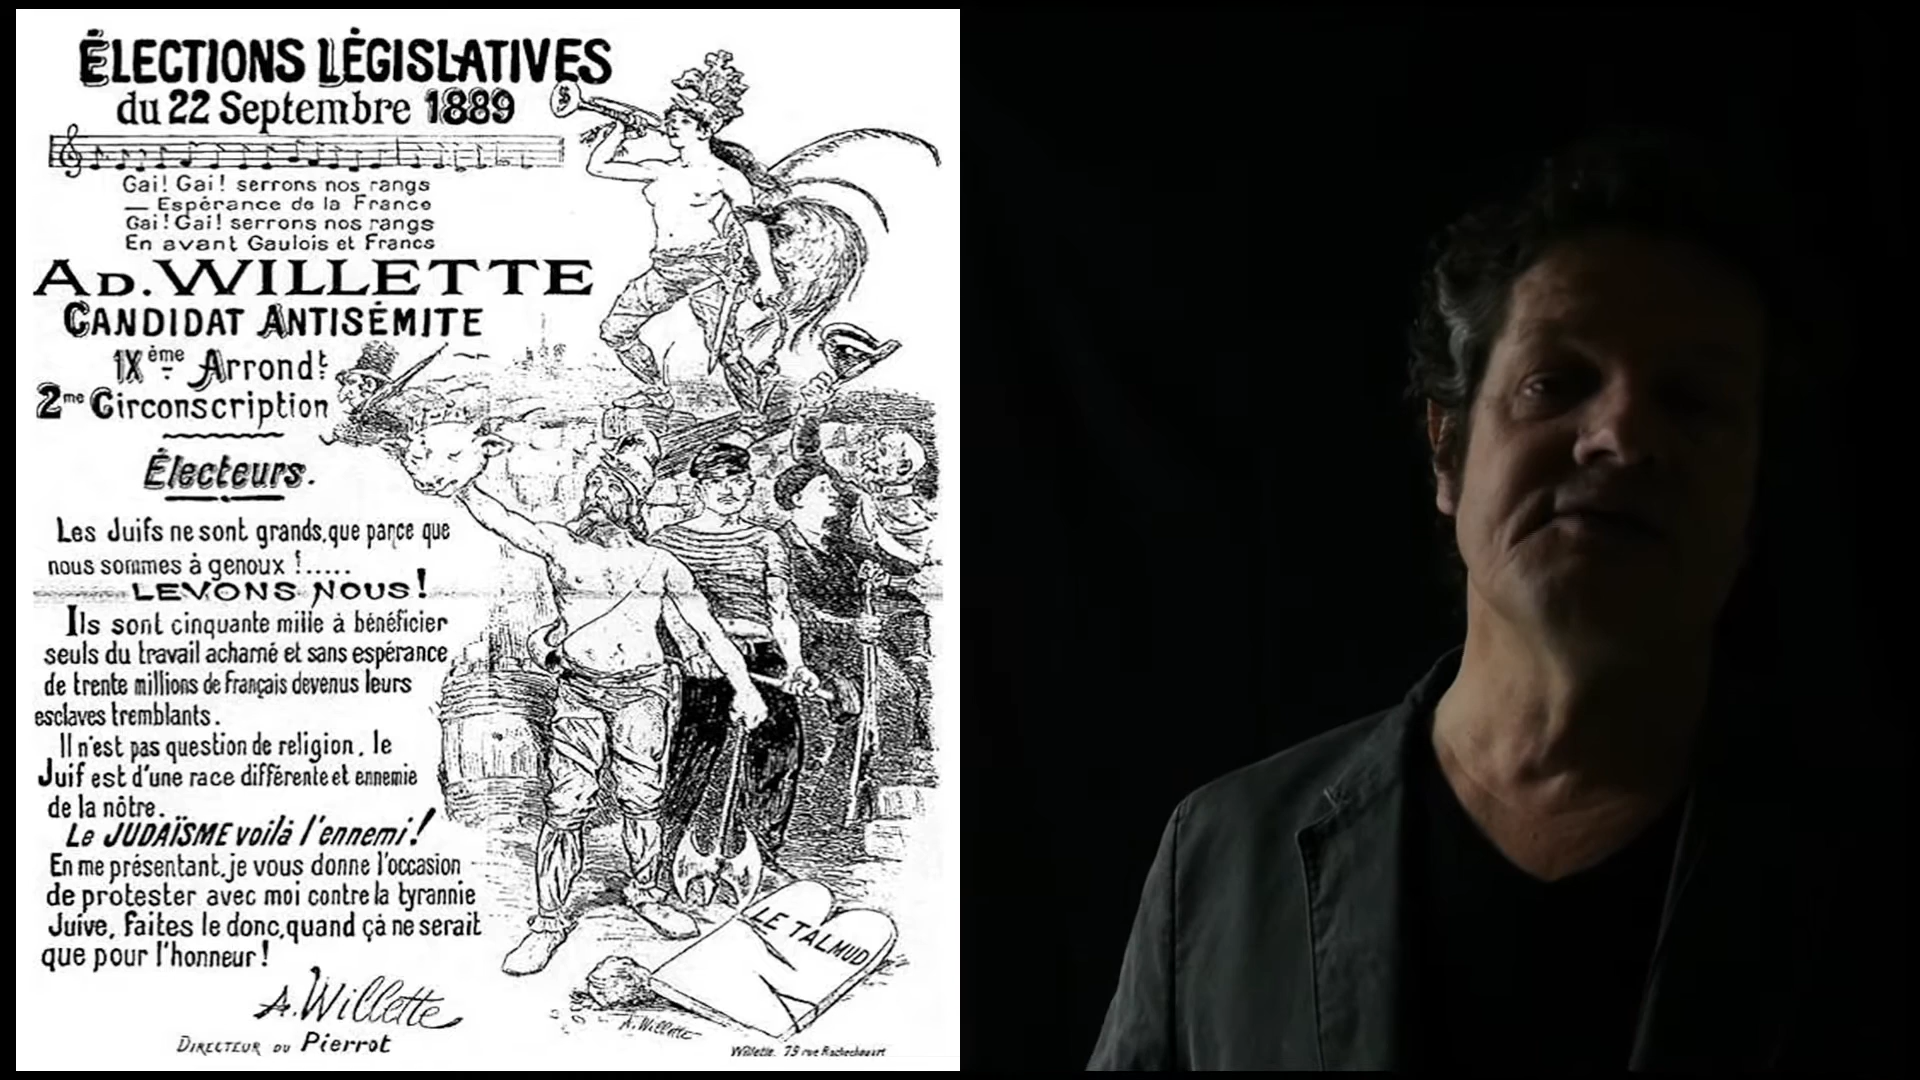 ÉLECTIONS LÉGISLATIVES
du 22 Septembre 1889
Gai! Gai! serrons nos rangs
— Espérance de la France
Gai! Gai! serrons nos rangs
En avant Gaulois et Francs
AD. WILLETTE
CANDIDAT ANTISÉMITE
IXème Arrondt
2me Circonscription
Électeurs.
Les Juifs ne sont grands, que parce que
nous sommes à genoux !.....
LEVONS NOUS!
Ils sont cinquante mille à bénéficier
seuls du travail acharné et sans espérance
de trente millions de Français devenus leurs
esclaves tremblants.
Il n'est pas question de religion, le
Juif est d'une race différente et ennemie
de la nôtre.
Le JUDAÏSME voilà l'ennemi!
En me présentant, je vous donne l'occasion
de protester avec moi contre la tyrannie
Juive, faites le donc, quand çà ne serait
que pour l'honneur!
A. Willette
DIRECTEUR DU Pierrot
LE TALMUD
A. Willette
Willette, 79 rue Rochechouart